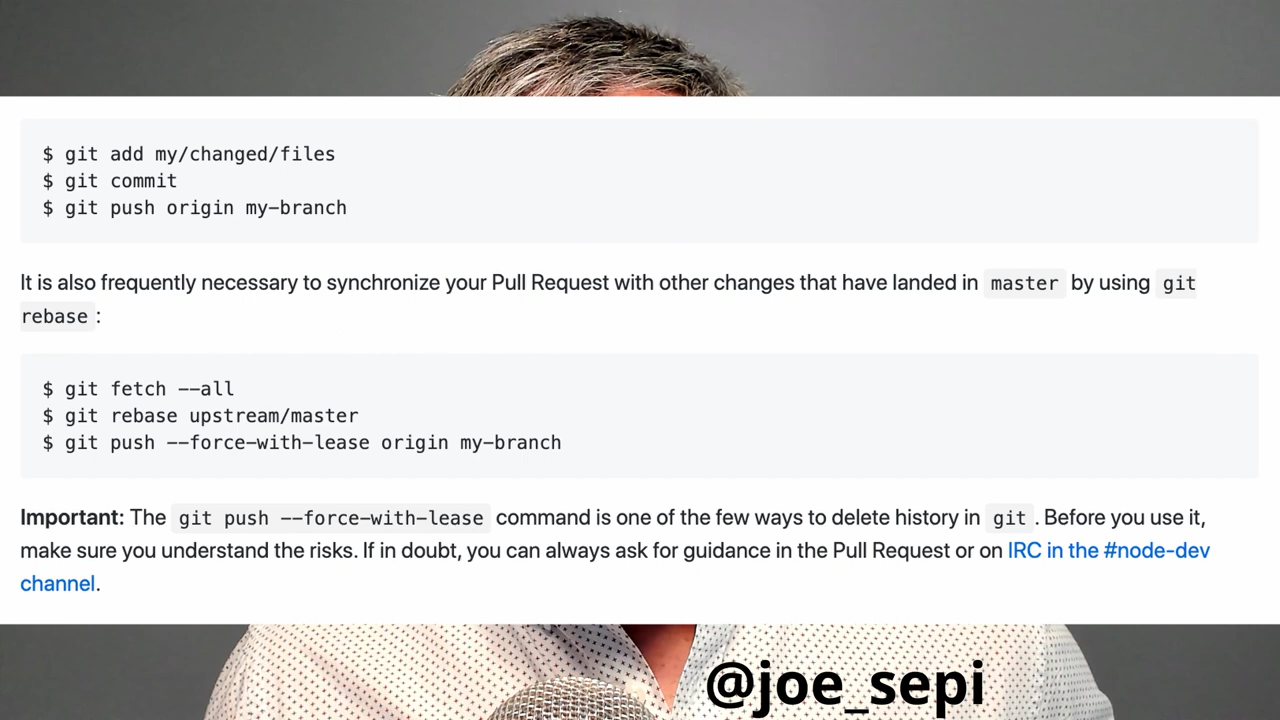 $ git add my/changed/files
$ git commit
$ git push origin my-branch
It is also frequently necessary to synchronize your Pull Request with other changes that have landed in master by using git
rebase :
$ git fetch --all
$ git rebase upstream/master
$ git push --force-with-lease origin my-branch
Important: The git push --force-with-lease command is one of the few ways to delete history in git. Before you use it,
make sure you understand the risks. If in doubt, you can always ask for guidance in the Pull Request or on IRC in the #node-dev
channel.
@joe_sepi